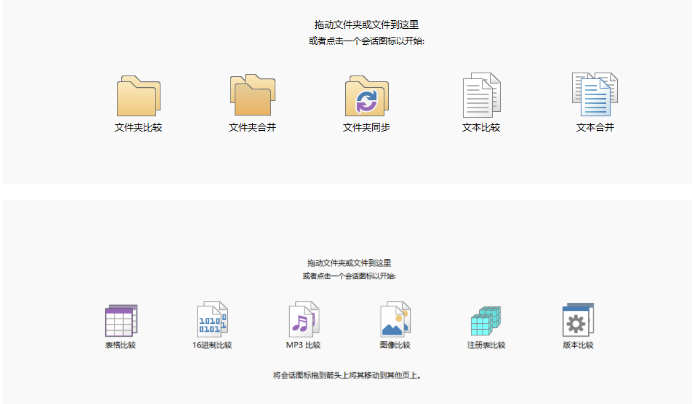 拖动文件夹或文件到这里
或者点击一个会话图标以开始:
文件夹比较 文件夹合并 文件夹同步 文本比较 文本合并
拖动文件夹或文件到这里
或者点击一个会话图标以开始:
1010
0101
表格比较 16进制比较 MP3 比较 图像比较 注册表比较 版本比较
将会话图标拖到箭头上将其移动到其他页上。